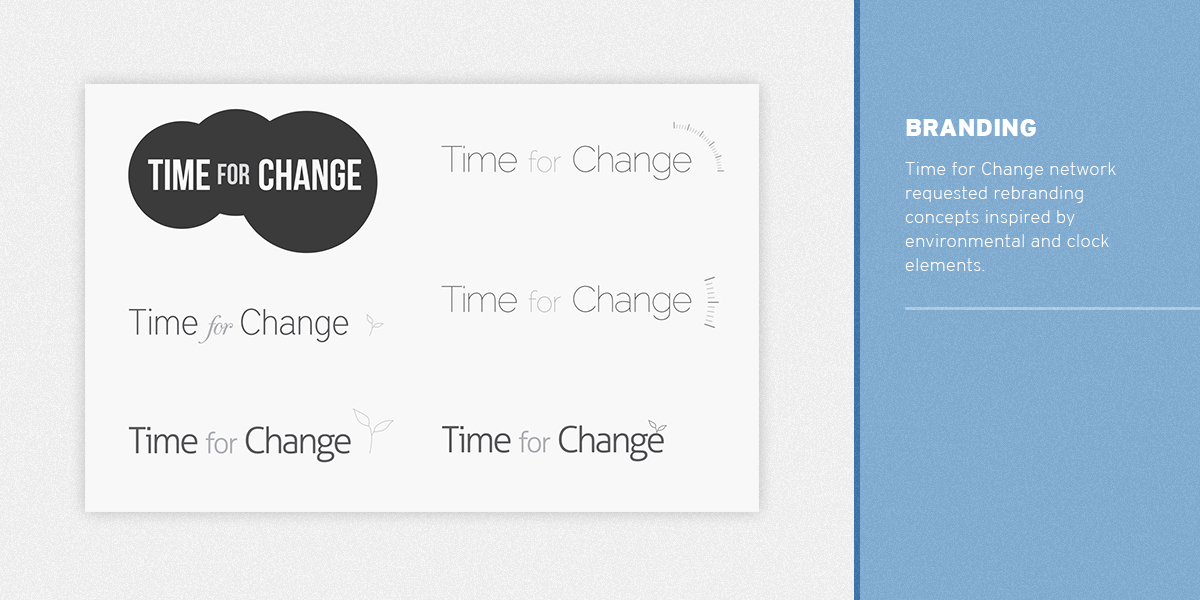 TIME FOR CHANGE
Time for Change
Time for Change
Time for Change
Time for Change
Time for Change
BRANDING
Time for Change network
requested rebranding
concepts inspired by
environmental and clock
elements.